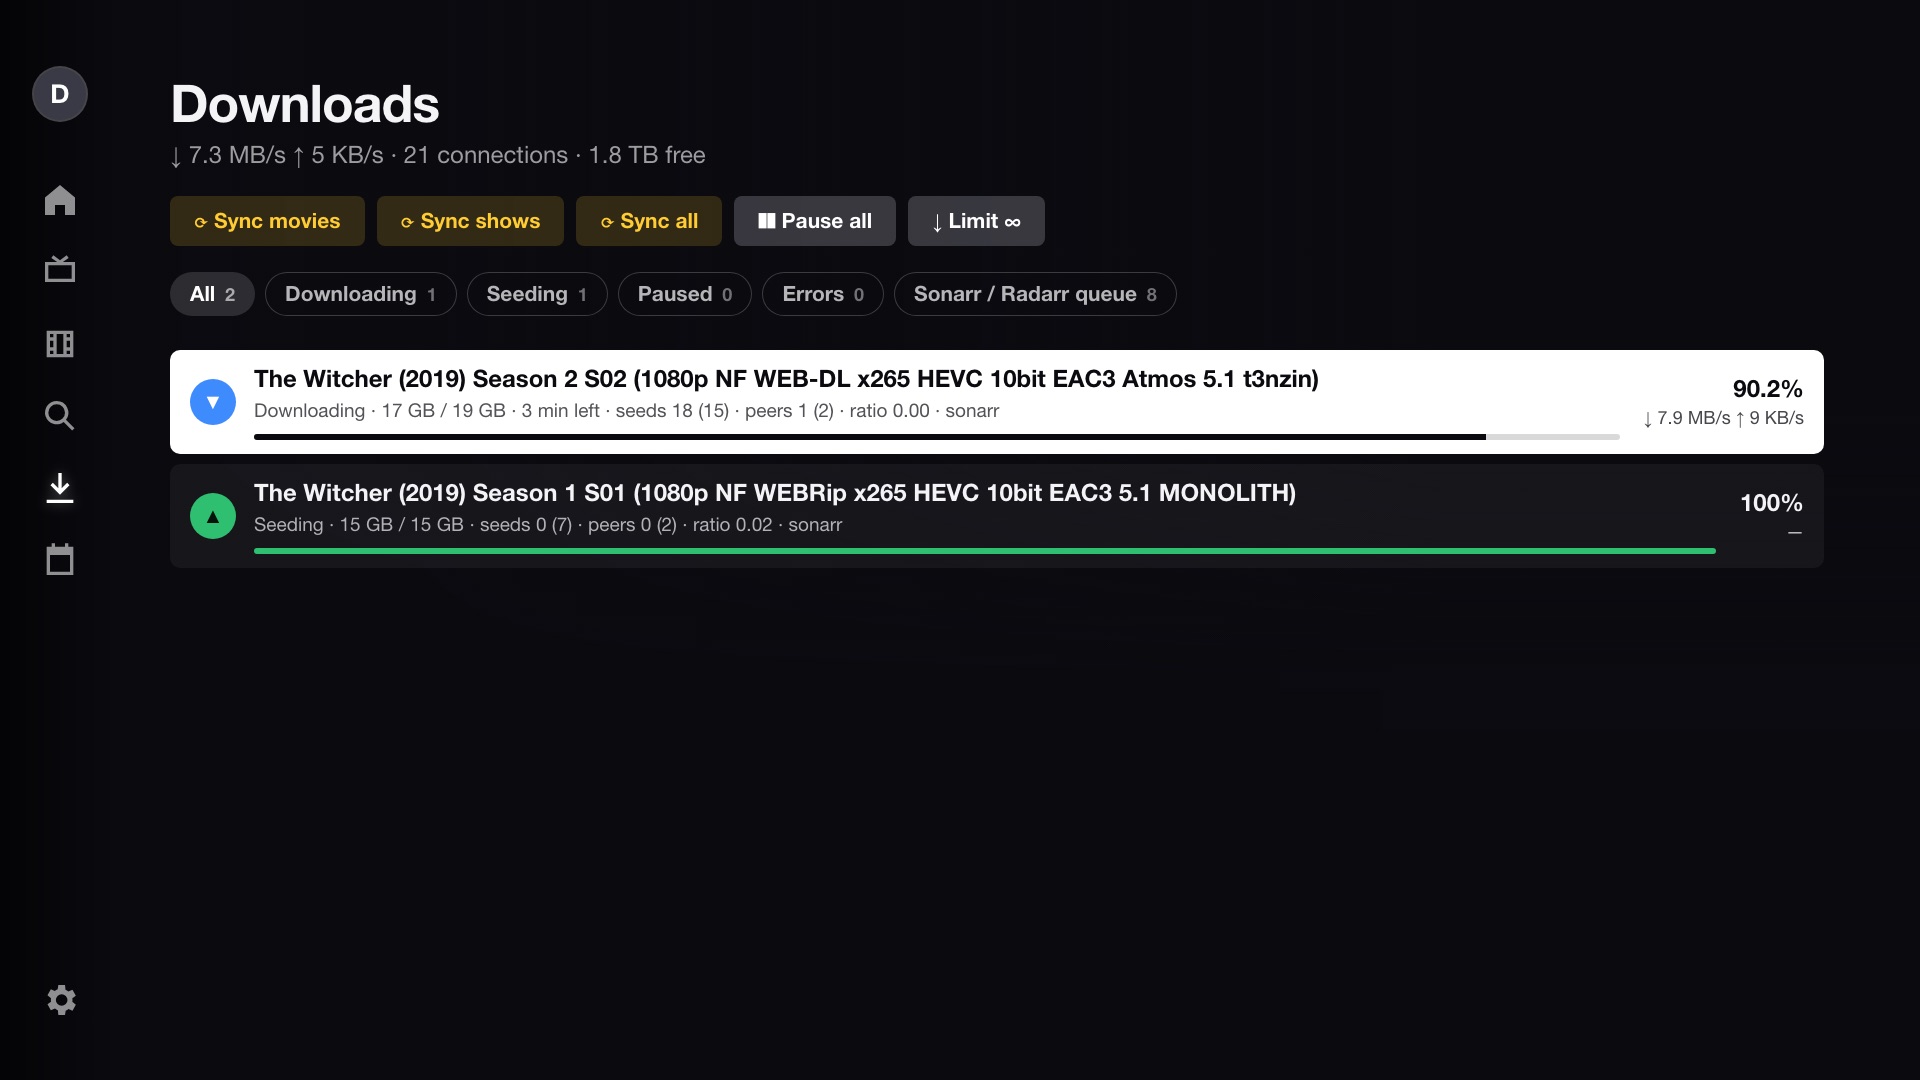 D
Downloads
↓ 7.3 MB/s ↑ 5 KB/s · 21 connections · 1.8 TB free
⟳ Sync movies
⟳ Sync shows
⟳ Sync all
▮▮ Pause all
↓ Limit ∞
All 2
Downloading 1
Seeding 1
Paused 0
Errors 0
Sonarr / Radarr queue 8
The Witcher (2019) Season 2 S02 (1080p NF WEB-DL x265 HEVC 10bit EAC3 Atmos 5.1 t3nzin)
Downloading · 17 GB / 19 GB · 3 min left · seeds 18 (15) · peers 1 (2) · ratio 0.00 · sonarr
90.2%
↓ 7.9 MB/s ↑ 9 KB/s
The Witcher (2019) Season 1 S01 (1080p NF WEBRip x265 HEVC 10bit EAC3 5.1 MONOLITH)
Seeding · 15 GB / 15 GB · seeds 0 (7) · peers 0 (2) · ratio 0.02 · sonarr
100%
—